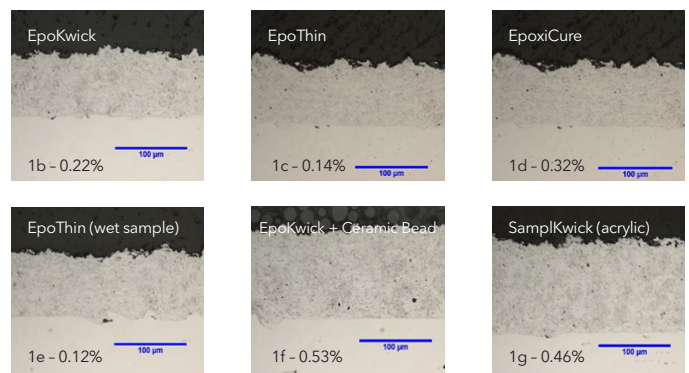 EpoKwick
1b – 0.22%
100 µm
EpoThin
1c – 0.14%
100 µm
EpoxiCure
1d – 0.32%
100 µm
EpoThin (wet sample)
1e – 0.12%
100 µm
EpoKwick + Ceramic Bead
1f – 0.53%
100 µm
SamplKwick (acrylic)
1g – 0.46%
100 µm